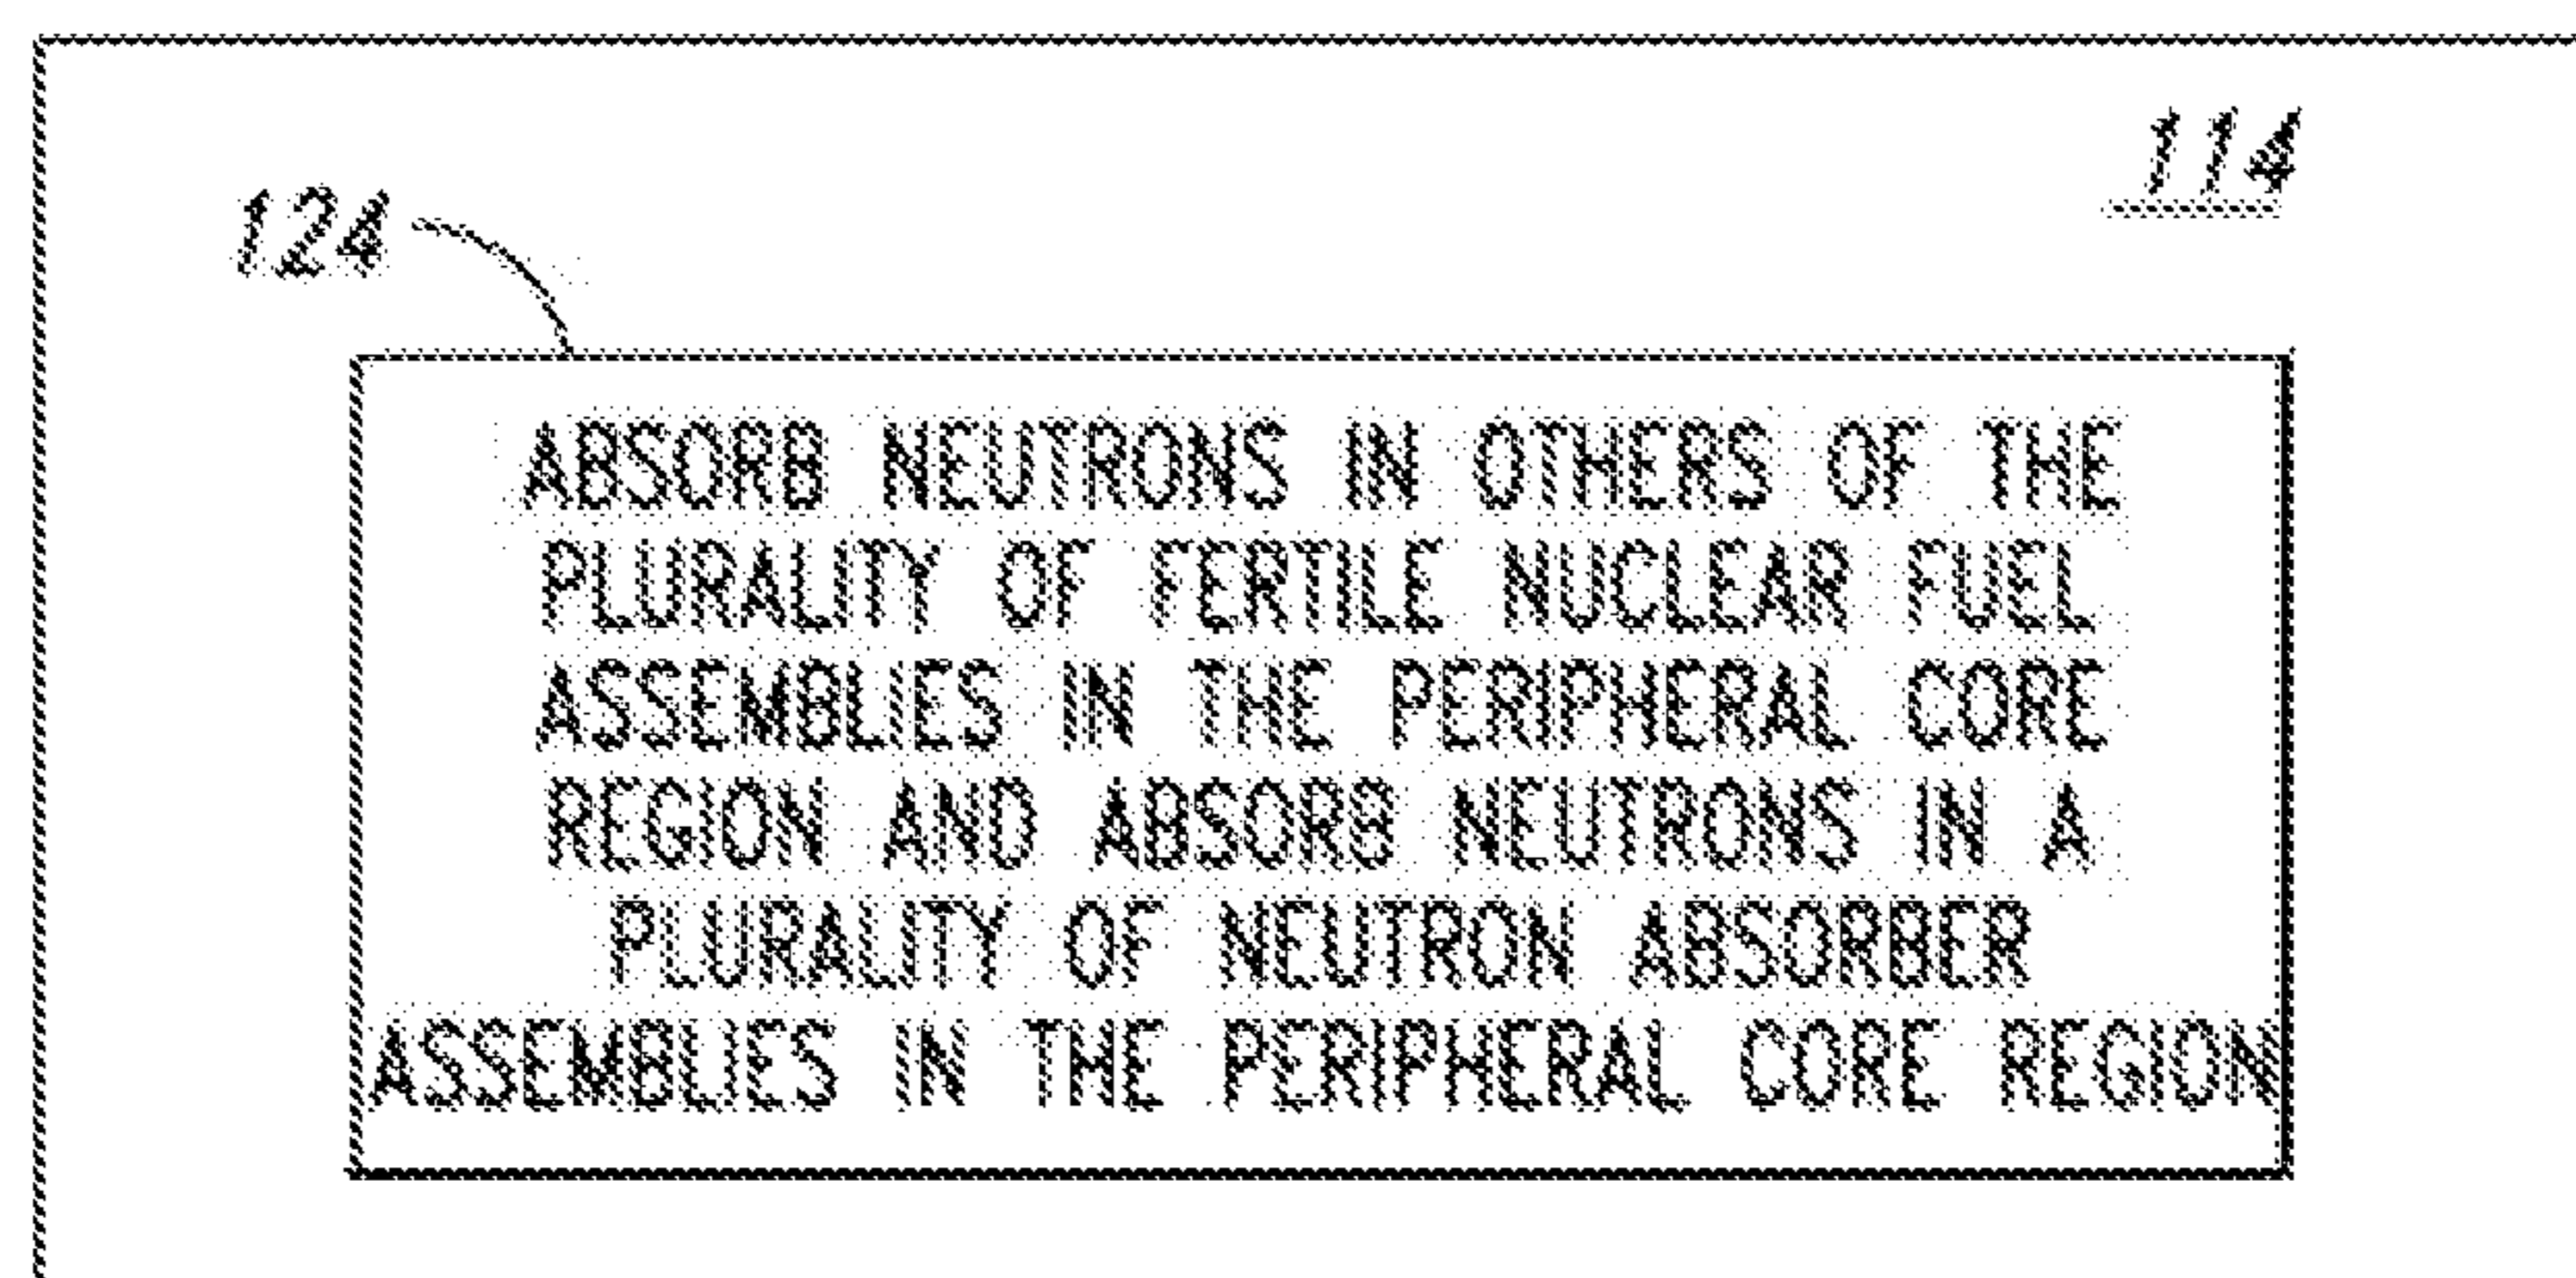 114
124
ABSORB NEUTRONS IN OTHERS OF THE
PLURALITY OF FERTILE NUCLEAR FUEL
ASSEMBLIES IN THE PERIPHERAL CORE
REGION AND ABSORB NEUTRONS IN A
PLURALITY OF NEUTRON ABSORBER
ASSEMBLIES IN THE PERIPHERAL CORE REGION